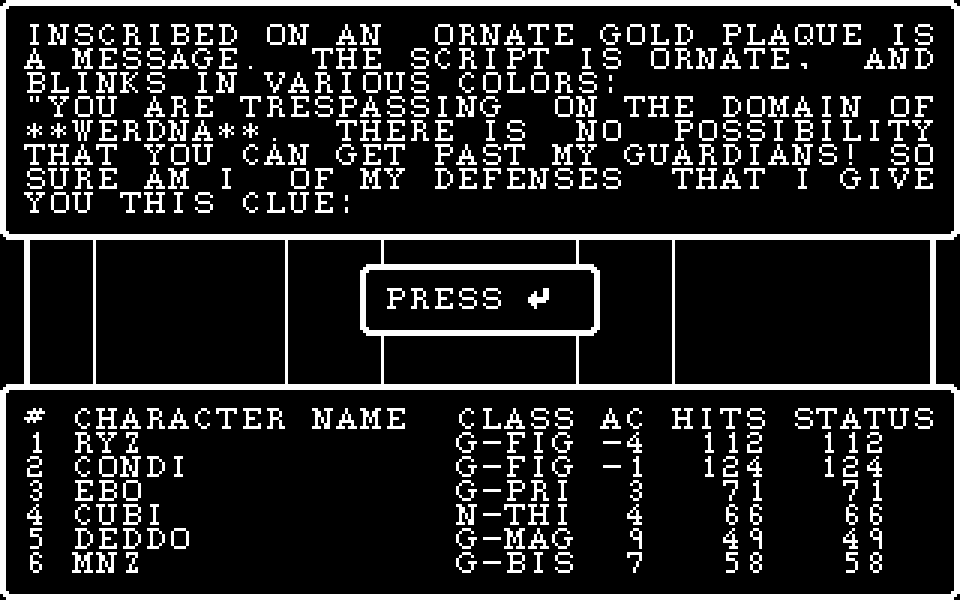 INSCRIBED ON AN ORNATE GOLD PLAQUE IS
A MESSAGE. THE SCRIPT IS ORNATE, AND
BLINKS IN VARIOUS COLORS:
"YOU ARE TRESPASSING ON THE DOMAIN OF
**WERDNA**. THERE IS NO POSSIBILITY
THAT YOU CAN GET PAST MY GUARDIANS! SO
SURE AM I OF MY DEFENSES THAT I GIVE
YOU THIS CLUE:
PRESS ↵
# CHARACTER NAME CLASS AC HITS STATUS
1 RYZ G-FIG -4 112 112
2 CONDI G-FIG -1 124 124
3 EBO G-PRI 3 71 71
4 CUBI N-THI 4 66 66
5 DEDDO G-MAG 9 49 49
6 MNZ G-BIS 7 58 58